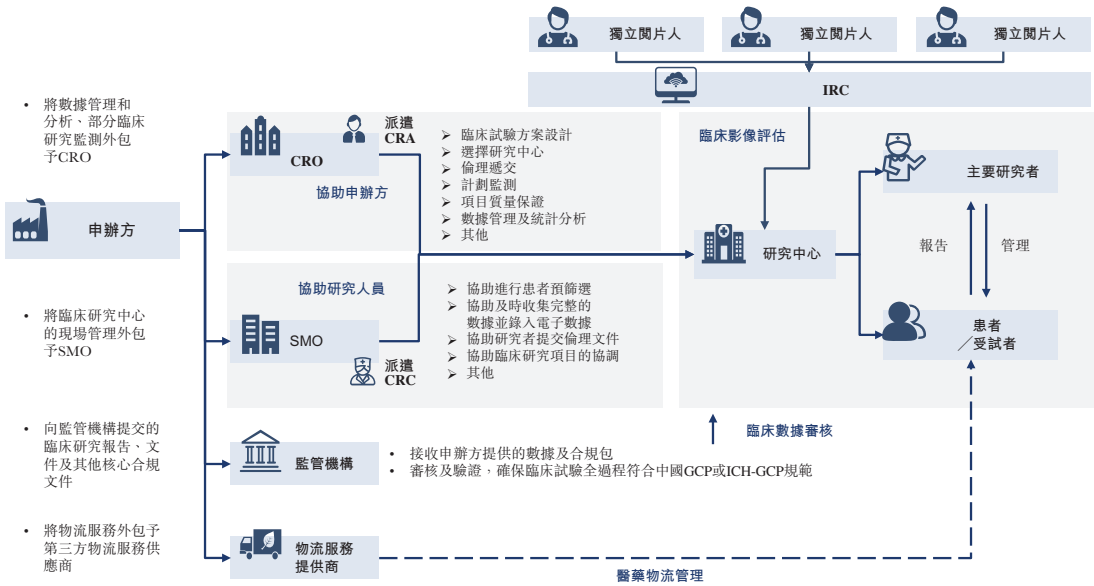 獨立閱片人
獨立閱片人
獨立閱片人
IRC
• 將數據管理和
分析、部分臨床
研究監測外包
予CRO
申辦方
• 將臨床研究中心
的現場管理外包
予SMO
• 向監管機構提交的
臨床研究報告、文
件及其他核心合規
文件
• 將物流服務外包予
第三方物流服務供
應商
CRO
派遣
CRA
協助申辦方
➢ 臨床試驗方案設計
➢ 選擇研究中心
➢ 倫理遞交
➢ 計劃監測
➢ 項目質量保證
➢ 數據管理及統計分析
➢ 其他
協助研究人員
SMO
派遣
CRC
➢ 協助進行患者預篩選
➢ 協助及時收集完整的
數據並錄入電子數據
➢ 協助研究者提交倫理文件
➢ 協助臨床研究項目的協調
➢ 其他
臨床影像評估
研究中心
主要研究者
報告
管理
患者
／受試者
臨床數據審核
監管機構
• 接收申辦方提供的數據及合規包
• 審核及驗證，確保臨床試驗全過程符合中國GCP或ICH-GCP規範
物流服務
提供商
醫藥物流管理